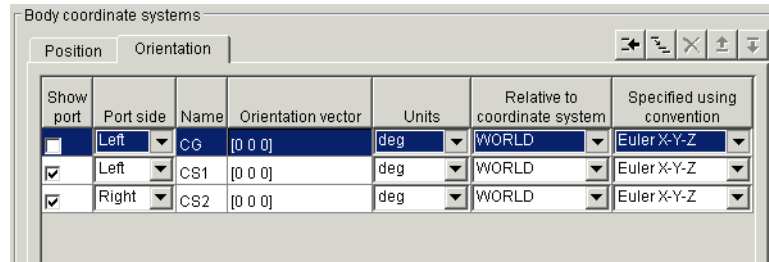 Body coordinate systems
Position Orientation
Show port Port side Name Orientation vector Units Relative to coordinate system Specified using convention
Left CG [0 0 0] deg WORLD Euler X-Y-Z
Left CS1 [0 0 0] deg WORLD Euler X-Y-Z
Right CS2 [0 0 0] deg WORLD Euler X-Y-Z